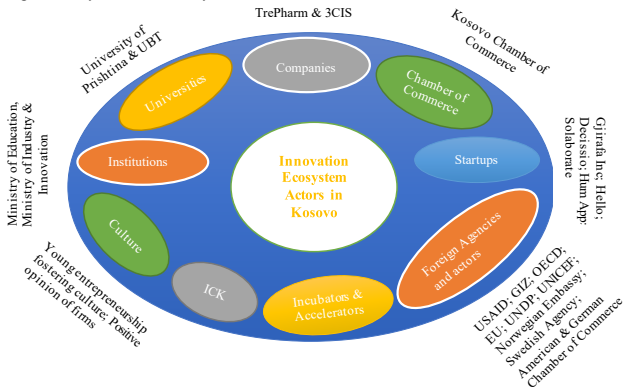 TrePharm & 3CIS
Kosovo Chamber of
Commerce
University of
Prishtina & UBT
Companies
Chamber of
Commerce
Universities
Ministry of Education,
Ministry of Industry &
Innovation
Institutions
Innovation
Ecosystem
Actors in
Kosovo
Startups
Gjirafa Inc; Hello;
Decissio; Hum App:
Solaborate
Culture
Foreign Agencies
and actors
Young entrepreneurship
fostering culture; Positive
opinion of firms
ICK
Incubators &
Accelerators
USAID; GIZ; OECD;
EU; UNDP; UNICEF;
Norwegian Embassy;
Swedish Agency;
American & German
Chamber of Commerce